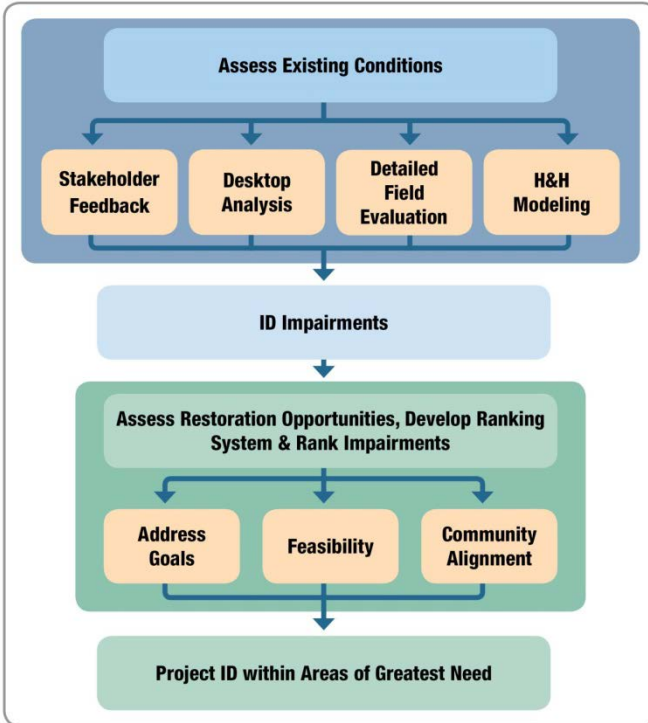 Assess Existing Conditions
Stakeholder
Feedback
Desktop
Analysis
Detailed
Field
Evaluation
H&H
Modeling
ID Impairments
Assess Restoration Opportunities, Develop Ranking
System & Rank Impairments
Address
Goals
Feasibility
Community
Alignment
Project ID within Areas of Greatest Need